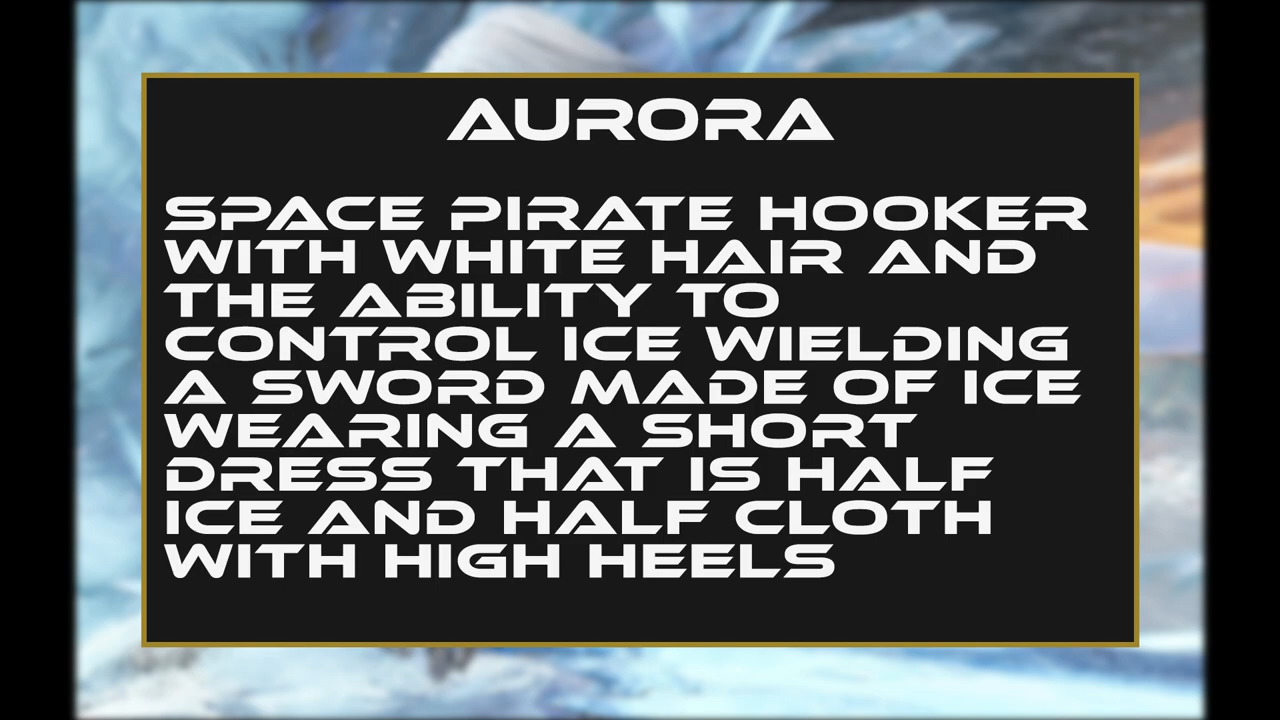 AURORA
SPACE PIRATE HOOKER
WITH WHITE HAIR AND
THE ABILITY TO
CONTROL ICE WIELDING
A SWORD MADE OF ICE
WEARING A SHORT
DRESS THAT IS HALF
ICE AND HALF CLOTH
WITH HIGH HEELS